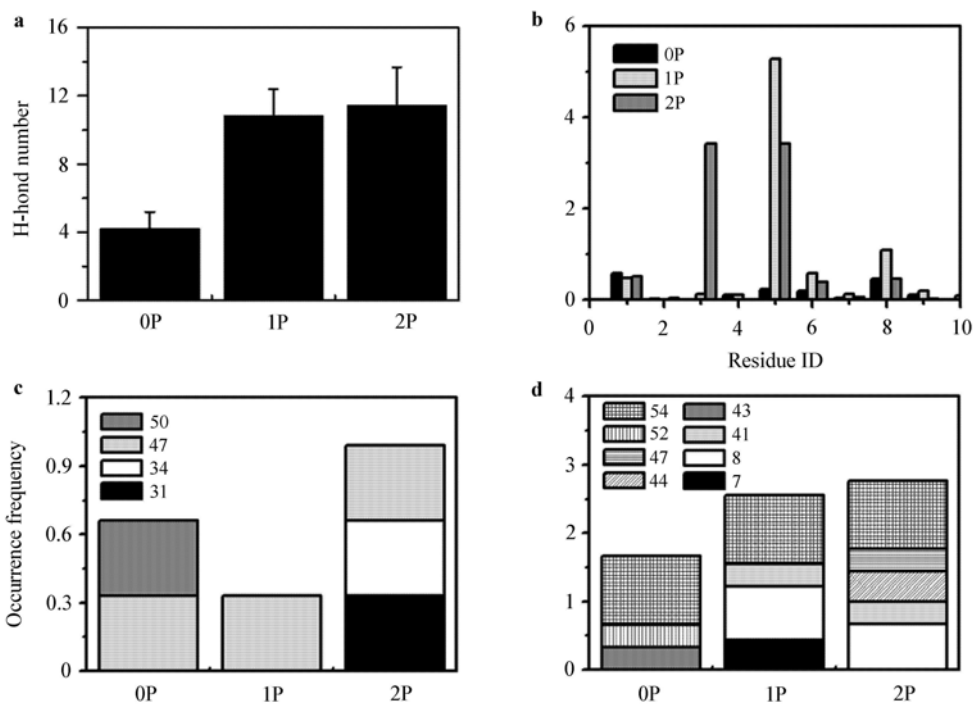 a
16
12
8
4
0
H-hond number
0P
1P
2P
b
6
4
2
0
0P
1P
2P
0
2
4
6
8
10
Residue ID
c
1.2
0.9
0.6
0.3
0
Occurrence frequency
50
47
34
31
0P
1P
2P
d
4
3
2
1
0
54
43
52
41
47
8
44
7
0P
1P
2P